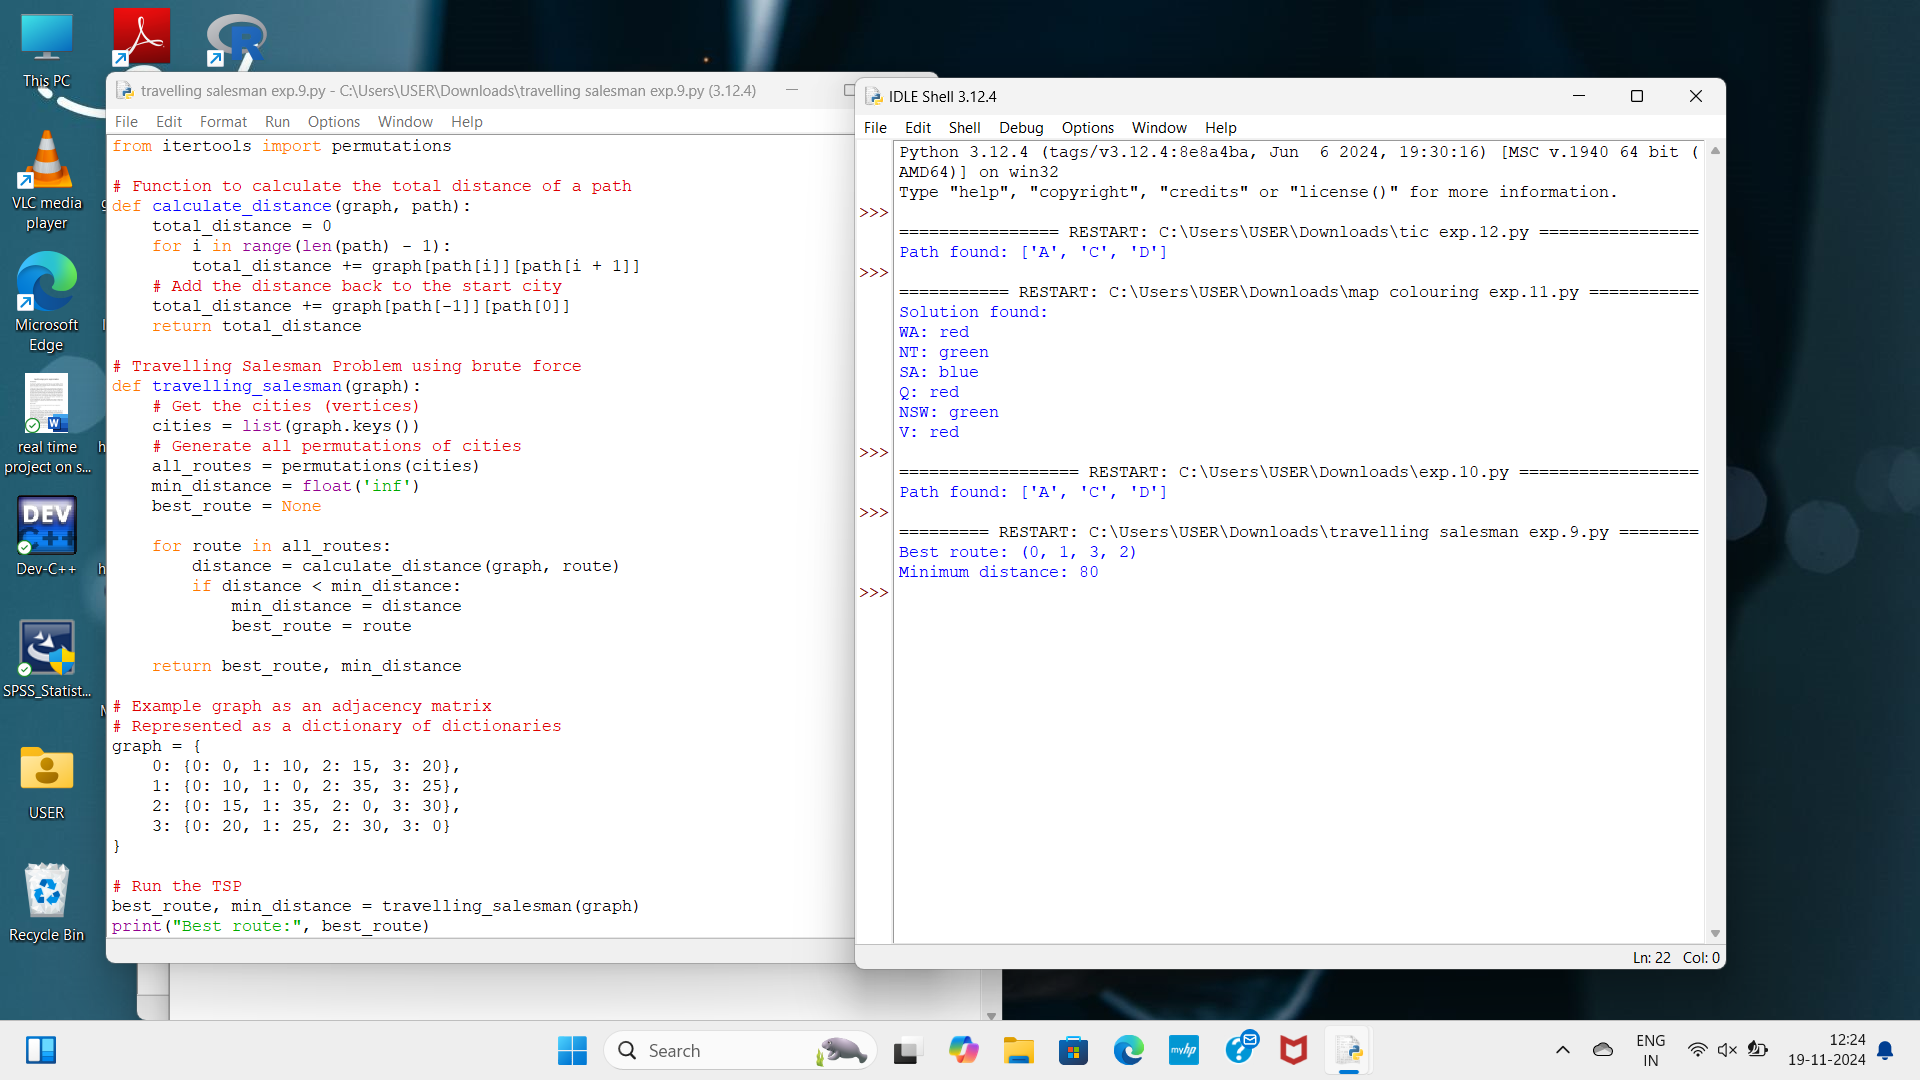 This PC
VLC media
player
Microsoft
Edge
real time
project on s...
Dev-C++
SPSS_Statist...
USER
Recycle Bin
travelling salesman exp.9.py - C:\Users\USER\Downloads\travelling salesman exp.9.py (3.12.4)
File Edit Format Run Options Window Help
from itertools import permutations
# Function to calculate the total distance of a path
def calculate_distance(graph, path):
    total_distance = 0
    for i in range(len(path) - 1):
        total_distance += graph[path[i]][path[i + 1]]
    # Add the distance back to the start city
    total_distance += graph[path[-1]][path[0]]
    return total_distance
# Travelling Salesman Problem using brute force
def travelling_salesman(graph):
    # Get the cities (vertices)
    cities = list(graph.keys())
    # Generate all permutations of cities
    all_routes = permutations(cities)
    min_distance = float('inf')
    best_route = None
    for route in all_routes:
        distance = calculate_distance(graph, route)
        if distance < min_distance:
            min_distance = distance
            best_route = route
    return best_route, min_distance
# Example graph as an adjacency matrix
# Represented as a dictionary of dictionaries
graph = {
    0: {0: 0, 1: 10, 2: 15, 3: 20},
    1: {0: 10, 1: 0, 2: 35, 3: 25},
    2: {0: 15, 1: 35, 2: 0, 3: 30},
    3: {0: 20, 1: 25, 2: 30, 3: 0}
}
# Run the TSP
best_route, min_distance = travelling_salesman(graph)
print("Best route:", best_route)
IDLE Shell 3.12.4
File Edit Shell Debug Options Window Help
Python 3.12.4 (tags/v3.12.4:8e8a4ba, Jun  6 2024, 19:30:16) [MSC v.1940 64 bit (
AMD64)] on win32
Type "help", "copyright", "credits" or "license()" for more information.
>>>
================ RESTART: C:\Users\USER\Downloads\tic exp.12.py ================
Path found: ['A', 'C', 'D']
>>>
=========== RESTART: C:\Users\USER\Downloads\map colouring exp.11.py ===========
Solution found:
WA: red
NT: green
SA: blue
Q: red
NSW: green
V: red
>>>
================== RESTART: C:\Users\USER\Downloads\exp.10.py ==================
Path found: ['A', 'C', 'D']
>>>
========= RESTART: C:\Users\USER\Downloads\travelling salesman exp.9.py ========
Best route: (0, 1, 3, 2)
Minimum distance: 80
>>>
Ln: 22 Col: 0
Search
myhp
ENG
IN
12:24
19-11-2024